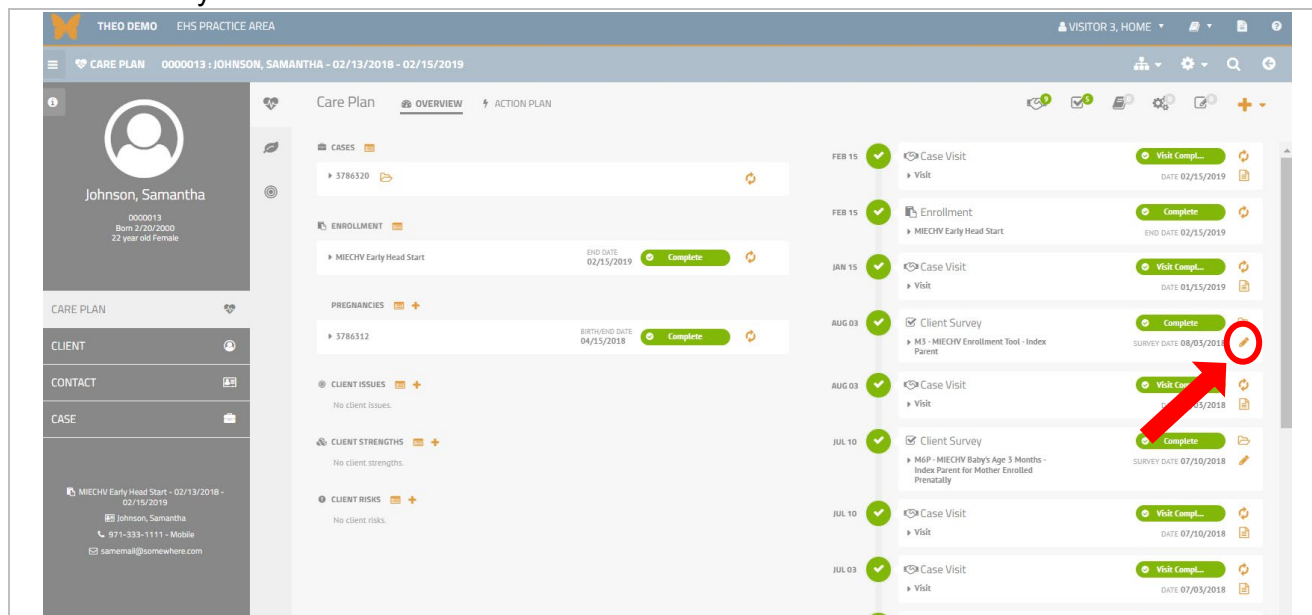 THEO DEMO EHS PRACTICE AREA VISITOR 3, HOME
CARE PLAN 0000013 : JOHNSON, SAMANTHA - 02/13/2018 - 02/15/2019
Johnson, Samantha
0000013
Born 2/20/2000
22 year old Female
CARE PLAN
CLIENT
CONTACT
CASE
MIECHV Early Head Start - 02/13/2018 -
02/15/2019
Johnson, Samantha
971-333-1111 - Mobile
samemail@somewhere.com
Care Plan OVERVIEW ACTION PLAN
9 5 0 0 0
CASES
3786320
ENROLLMENT
MIECHV Early Head Start END DATE 02/15/2019 Complete
PREGNANCIES
3786312 BIRTH/END DATE 04/15/2018 Complete
CLIENT ISSUES
No client issues.
CLIENT STRENGTHS
No client strengths.
CLIENT RISKS
No client risks.
FEB 15 Case Visit Visit Compl...
Visit DATE 02/15/2019
FEB 15 Enrollment Complete
MIECHV Early Head Start END DATE 02/15/2019
JAN 15 Case Visit Visit Compl...
Visit DATE 01/15/2019
AUG 03 Client Survey Complete
M3 - MIECHV Enrollment Tool - Index SURVEY DATE 08/03/2018
Parent
AUG 03 Case Visit Visit
Visit 2018
JUL 10 Client Survey Complete
M6P - MIECHV Baby's Age 3 Months - SURVEY DATE 07/10/2018
Index Parent for Mother Enrolled
Prenatally
JUL 10 Case Visit Visit Compl...
Visit DATE 07/10/2018
JUL 03 Case Visit Visit Compl...
Visit DATE 07/03/2018